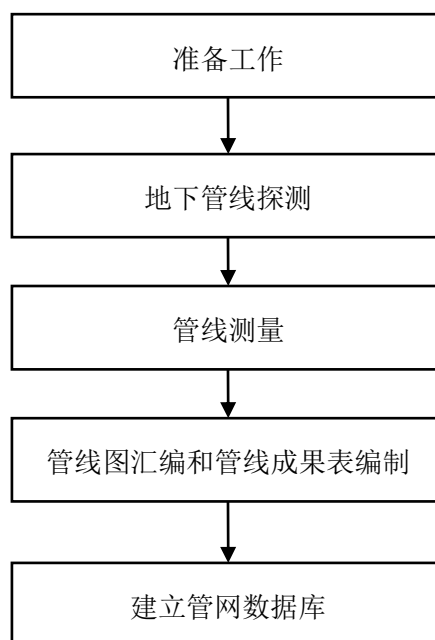 准备工作
地下管线探测
管线测量
管线图汇编和管线成果表编制
建立管网数据库